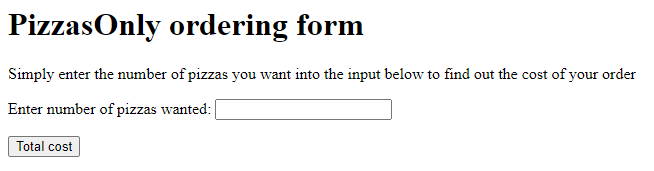 PizzasOnly ordering form
Simply enter the number of pizzas you want into the input below to find out the cost of your order
Enter number of pizzas wanted:
Total cost